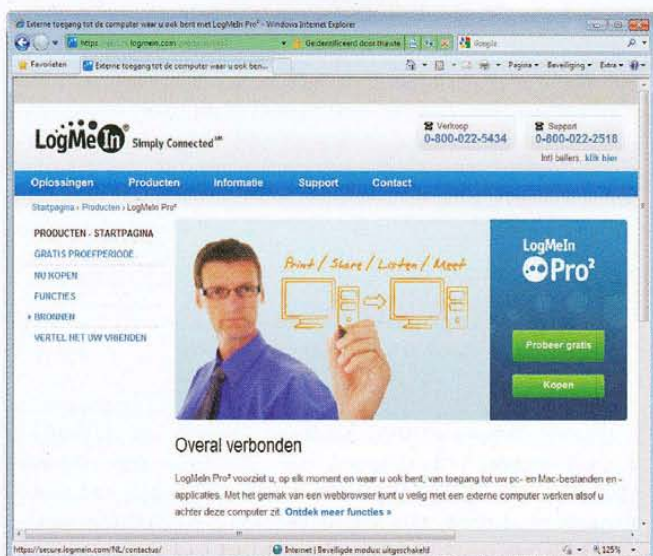 Externe toegang tot de computer waar u ook bent met LogMeIn Pro² - Windows Internet Explorer
https secure.logmein.com
Geïdentificeerd door thawte
Google
Favorieten
Externe toegang tot de computer waar u ook ben...
Pagina
Beveiliging
Extra
LogMeIn® Simply Connected℠
Verkoop
0-800-022-5434
Support
0-800-022-2518
Intl ballers, klik hier
Oplossingen Producten Informatie Support Contact
Startpagina › Producten › LogMeIn Pro²
PRODUCTEN - STARTPAGINA
GRATIS PROEFPERIODE
NU KOPEN
FUNCTIES
BRONNEN
VERTEL HET UW VRIENDEN
Print / Share / Listen / Meet
LogMeIn
Pro²
Probeer gratis
Kopen
Overal verbonden
LogMeIn Pro² voorziet u, op elk moment en waar u ook bent, van toegang tot uw pc- en Mac-bestanden en -
applicaties. Met het gemak van een webbrowser kunt u veilig met een externe computer werken alsof u
achter deze computer zit. Ontdek meer functies »
https://secure.logmein.com/NL/contactus/
Internet | Beveiligde modus: uitgeschakeld
125%